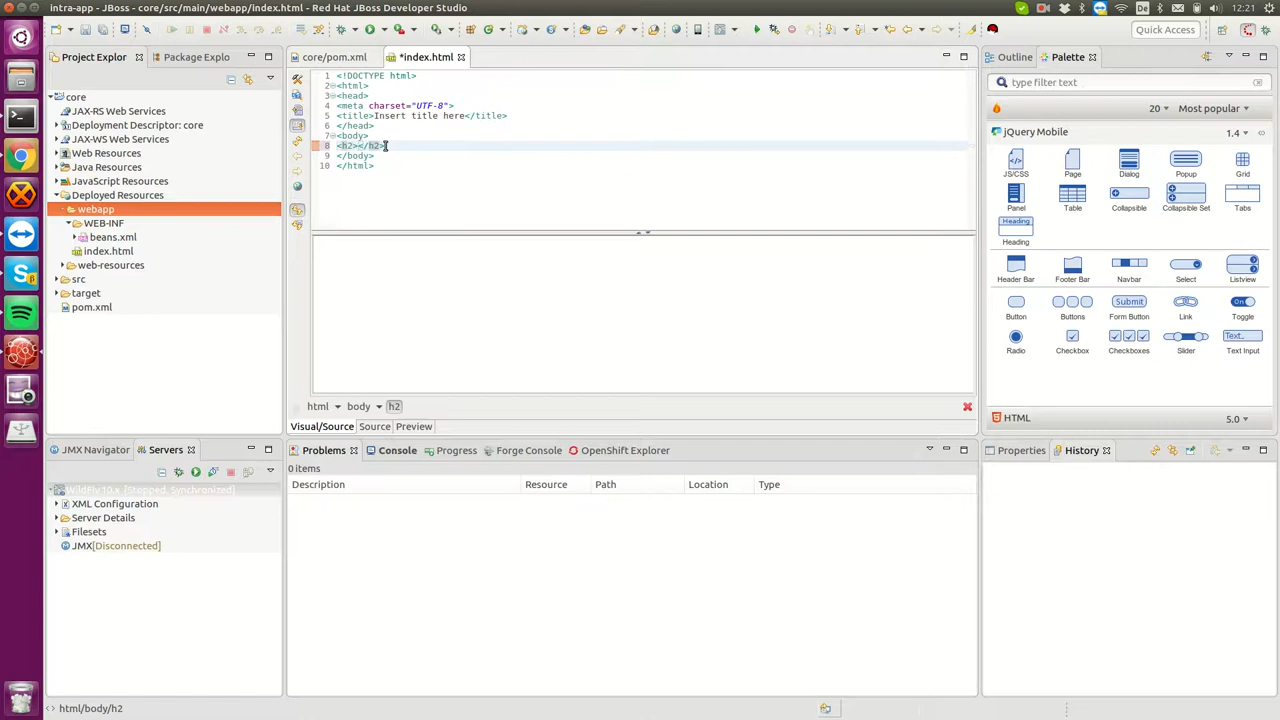 intra-app - JBoss - core/src/main/webapp/index.html - Red Hat JBoss Developer Studio
De
12:21
Quick Access
Project Explor
Package Explo
core/pom.xml
*index.html
Outline
Palette
core
JAX-RS Web Services
Deployment Descriptor: core
JAX-WS Web Services
Web Resources
Java Resources
JavaScript Resources
Deployed Resources
webapp
WEB-INF
beans.xml
index.html
web-resources
src
target
pom.xml
1 <!DOCTYPE html>
2 <html>
3 <head>
4 <meta charset="UTF-8">
5 <title>Insert title here</title>
6 </head>
7 <body>
8 <h2></h2>
9 </body>
10 </html>
html body h2
Visual/Source Source Preview
type filter text
20 Most popular
jQuery Mobile 1.4
JS/CSS Page Dialog Popup Grid
Panel Table Collapsible Collapsible Set Tabs
Heading
Heading
Header Bar Footer Bar Navbar Select Listview
Submit On
Button Buttons Form Button Link Toggle
Text..
Radio Checkbox Checkboxes Slider Text Input
HTML 5.0
JMX Navigator
Servers
WildFly 10.x [Stopped, Synchronized]
XML Configuration
Server Details
Filesets
JMX[Disconnected]
Problems
Console
Progress
Forge Console
OpenShift Explorer
0 items
Description Resource Path Location Type
Properties
History
html/body/h2